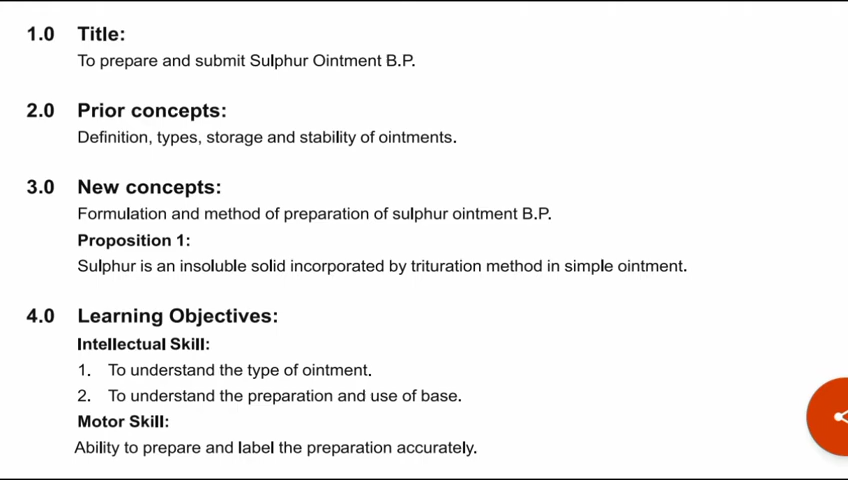 1.0 Title:
To prepare and submit Sulphur Ointment B.P.
2.0 Prior concepts:
Definition, types, storage and stability of ointments.
3.0 New concepts:
Formulation and method of preparation of sulphur ointment B.P.
Proposition 1:
Sulphur is an insoluble solid incorporated by trituration method in simple ointment.
4.0 Learning Objectives:
Intellectual Skill:
1. To understand the type of ointment.
2. To understand the preparation and use of base.
Motor Skill:
Ability to prepare and label the preparation accurately.